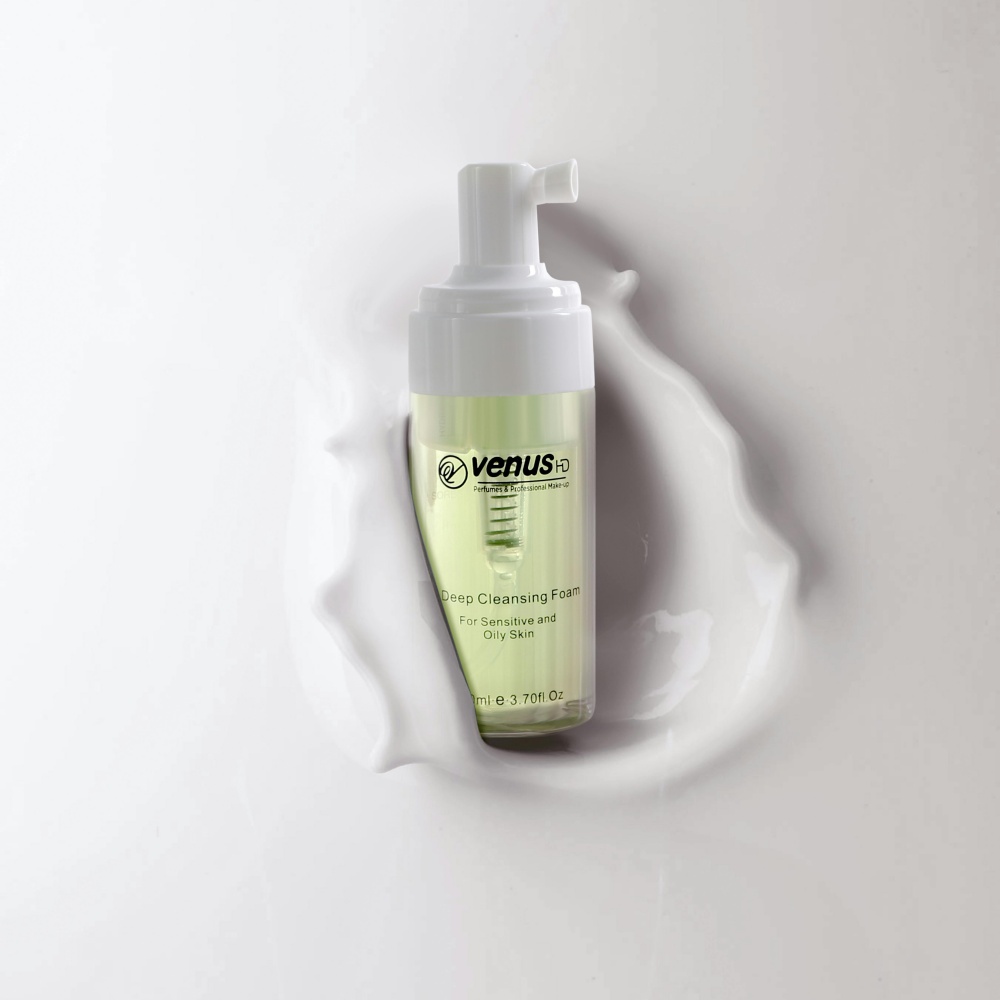 venus HD
Perfumes & Professional Make-up
Deep Cleansing Foam
For Sensitive and
Oily Skin
ml e 3.70fl.Oz